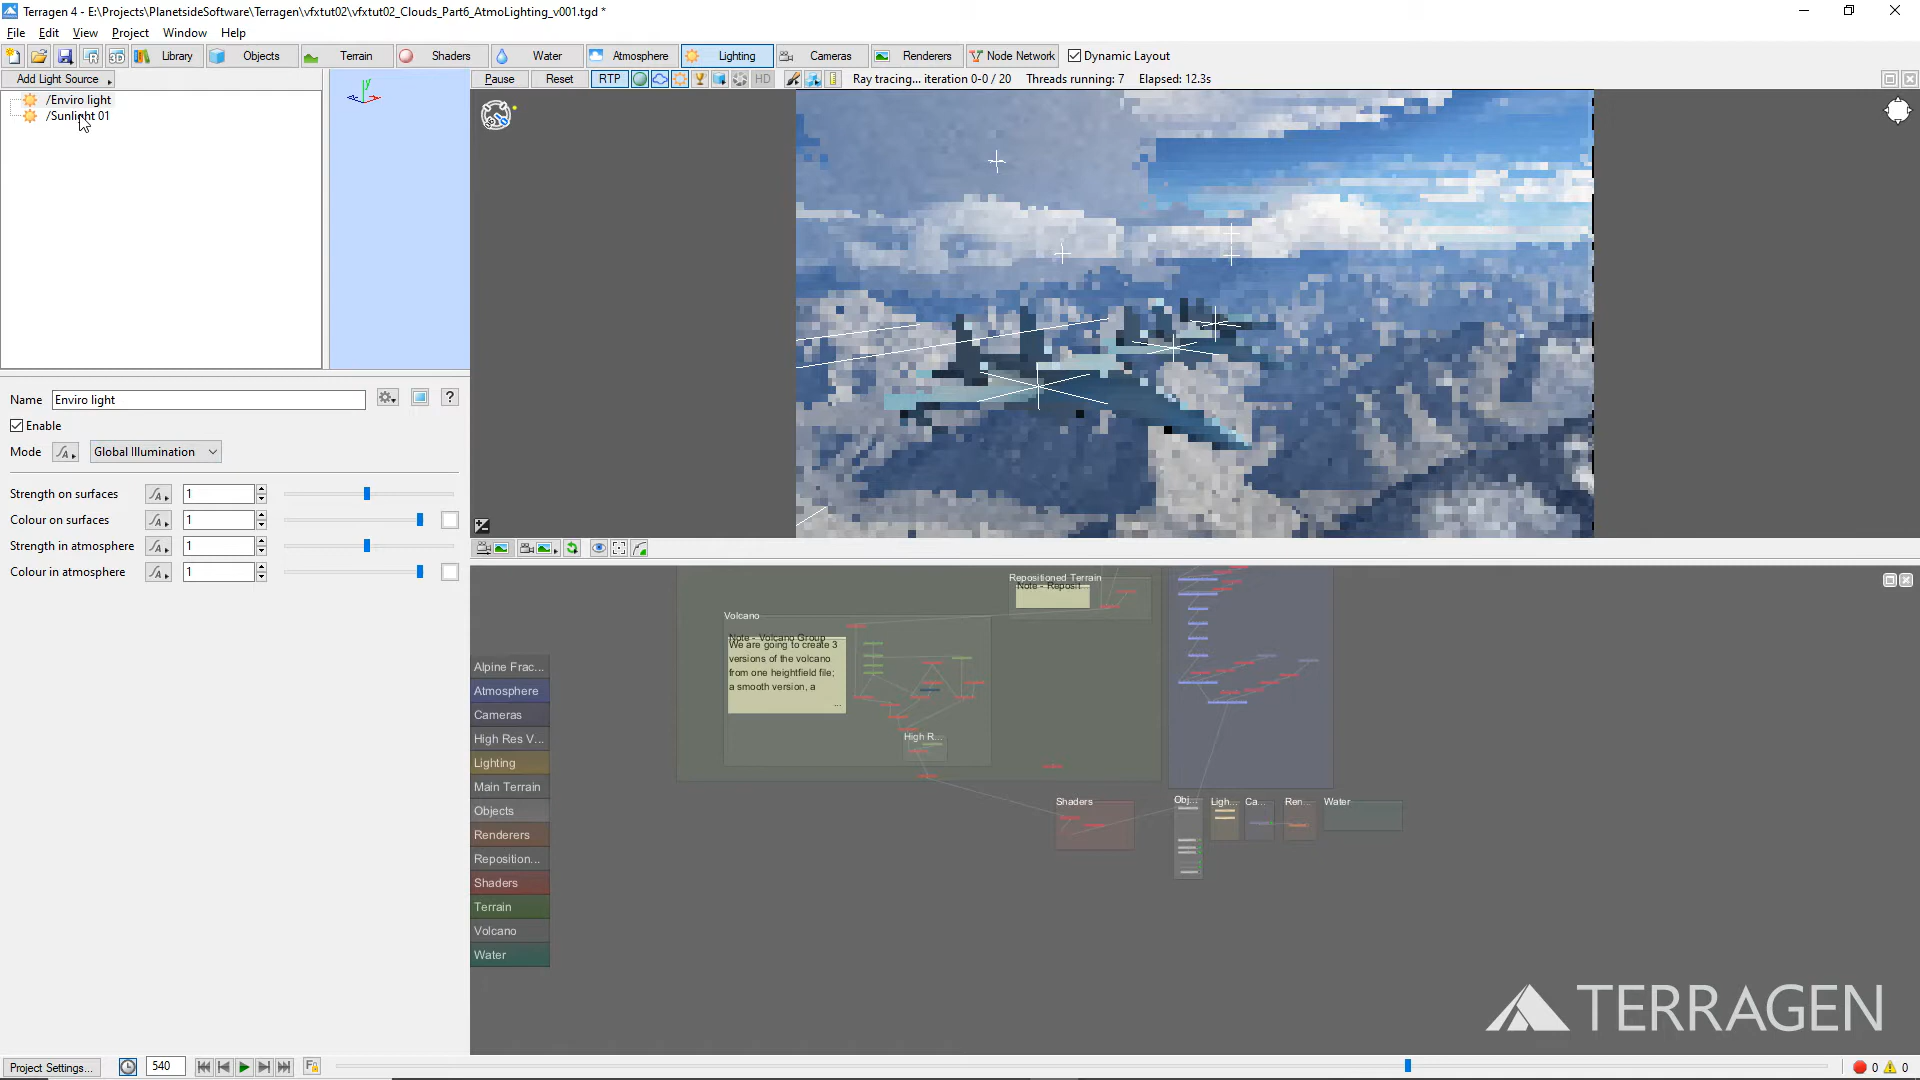 Terragen 4 - E:\Projects\PlanetsideSoftware\Terragen\vfxtut02\vfxtut02_Clouds_Part6_AtmoLighting_v001.tgd *
File Edit View Project Window Help
Library Objects Terrain Shaders Water Atmosphere Lighting Cameras Renderers Node Network Dynamic Layout
Add Light Source
Pause Reset RTP HD Ray tracing... iteration 0-0 / 20 Threads running: 7 Elapsed: 12.3s
/Enviro light
/Sunlight 01
y
Name Enviro light ?
Enable
Mode Global Illumination
Strength on surfaces 1
Colour on surfaces 1
Strength in atmosphere 1
Colour in atmosphere 1
Repositioned Terrain
Note - Reposit
Volcano
Note - Volcano Group
We are going to create 3
versions of the volcano
from one heightfield file;
a smooth version, a
...
High R...
Shaders
Obj...
Ligh...
Ca...
Ren...
Water
Alpine Frac...
Atmosphere
Cameras
High Res V...
Lighting
Main Terrain
Objects
Renderers
Reposition...
Shaders
Terrain
Volcano
Water
TERRAGEN
Project Settings... 540 0 0